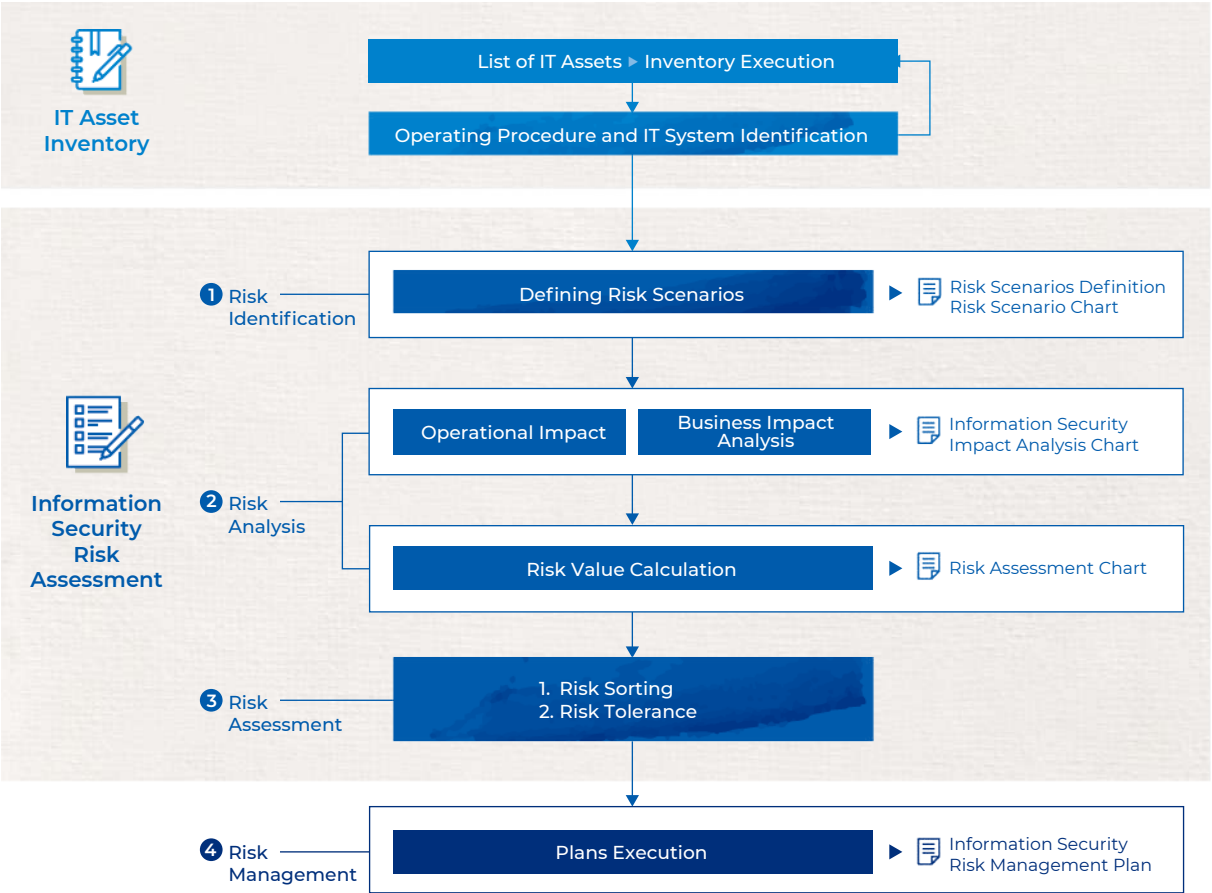 IT Asset
Inventory
List of IT Assets ▶ Inventory Execution
Operating Procedure and IT System Identification
Information
Security
Risk
Assessment
1 Risk
Identification
Defining Risk Scenarios
Risk Scenarios Definition
Risk Scenario Chart
2 Risk
Analysis
Operational Impact
Business Impact
Analysis
Information Security
Impact Analysis Chart
Risk Value Calculation
Risk Assessment Chart
3 Risk
Assessment
1. Risk Sorting
2. Risk Tolerance
4 Risk
Management
Plans Execution
Information Security
Risk Management Plan